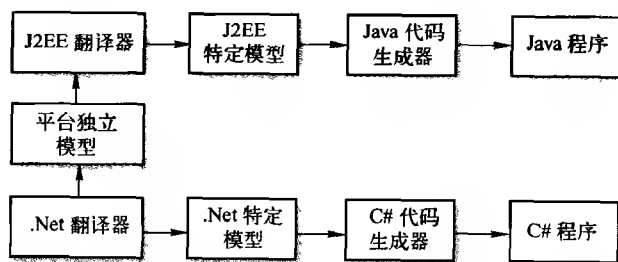 J2EE 翻译器
J2EE
特定模型
Java 代码
生成器
Java 程序
平台独立
模型
.Net 翻译器
.Net 特定
模型
C# 代码
生成器
C# 程序